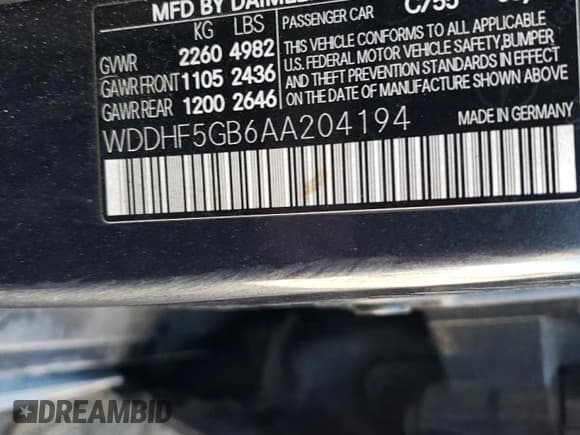 MFD BY DAIMLE
KG LBS
GVWR 2260 4982
GAWR FRONT 1105 2436
GAWR REAR 1200 2646
PASSENGER CAR C755
THIS VEHICLE CONFORMS TO ALL APPLICABLE
U.S. FEDERAL MOTOR VEHICLE SAFETY, BUMPER
AND THEFT PREVENTION STANDARDS IN EFFECT
ON THE DATE OF MANUFACTURE SHOWN ABOVE.
WDDHF5GB6AA204194
MADE IN GERMANY
DREAMBID